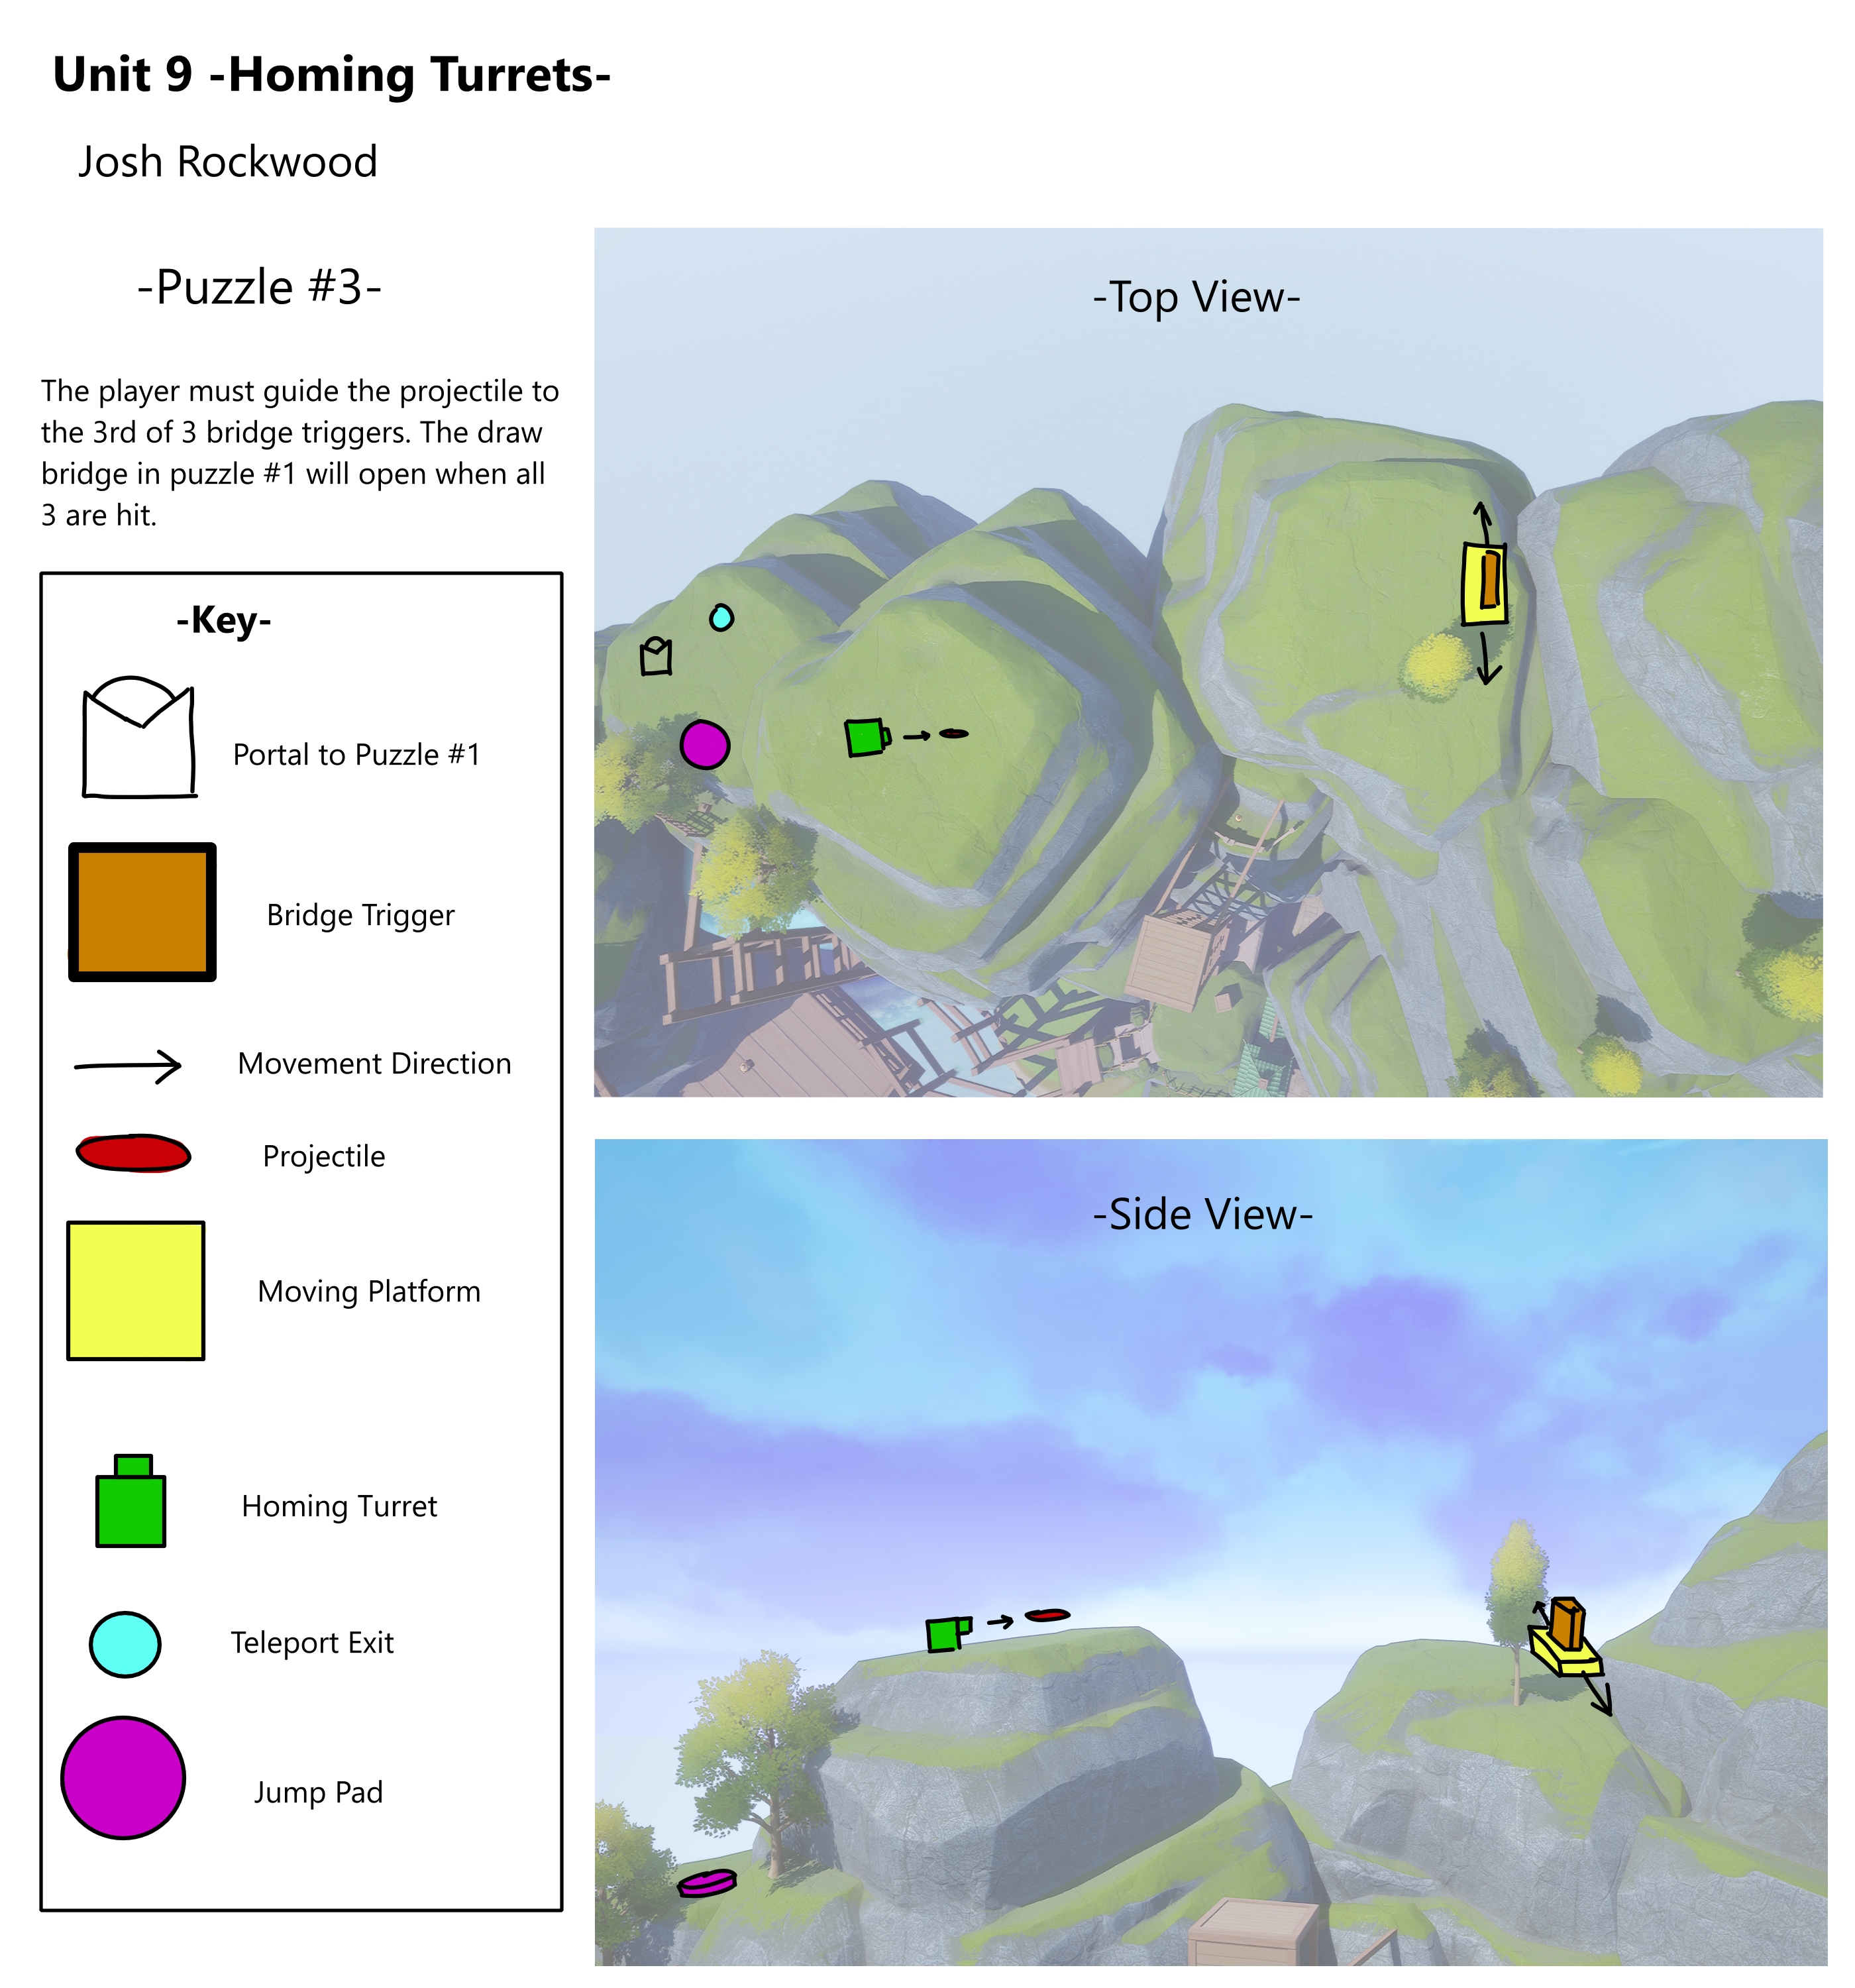 Unit 9 -Homing Turrets-
Josh Rockwood
-Puzzle #3-
The player must guide the projectile to
the 3rd of 3 bridge triggers. The draw
bridge in puzzle #1 will open when all
3 are hit.
-Key-
Portal to Puzzle #1
Bridge Trigger
Movement Direction
Projectile
Moving Platform
Homing Turret
Teleport Exit
Jump Pad
-Top View-
-Side View-